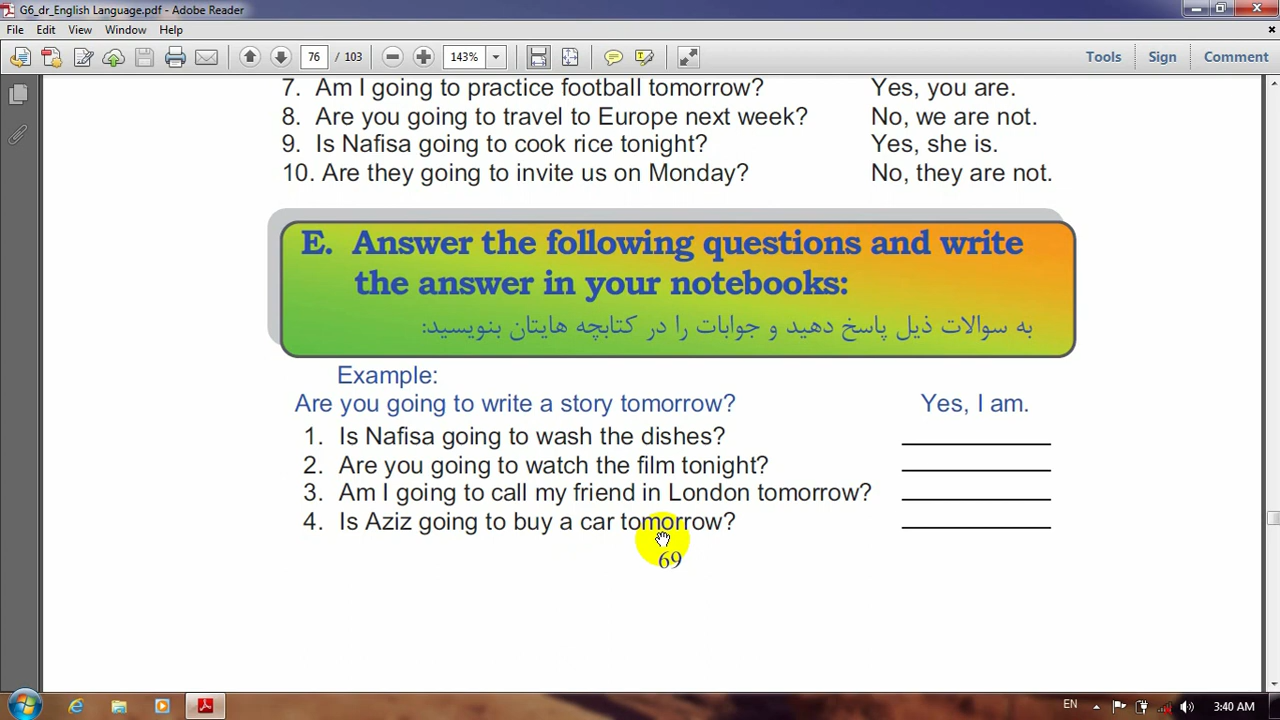 G6_dr_English Language.pdf - Adobe Reader
File Edit View Window Help
76 / 103 143% Tools Sign Comment
7. Am I going to practice football tomorrow? Yes, you are.
8. Are you going to travel to Europe next week? No, we are not.
9. Is Nafisa going to cook rice tonight? Yes, she is.
10. Are they going to invite us on Monday? No, they are not.
E. Answer the following questions and write
the answer in your notebooks:
به سوالات ذیل پاسخ دهید و جوابات را در کتابچه هایتان بنویسید:
Example:
Are you going to write a story tomorrow? Yes, I am.
1. Is Nafisa going to wash the dishes?
2. Are you going to watch the film tonight?
3. Am I going to call my friend in London tomorrow?
4. Is Aziz going to buy a car tomorrow?
69
EN 3:40 AM